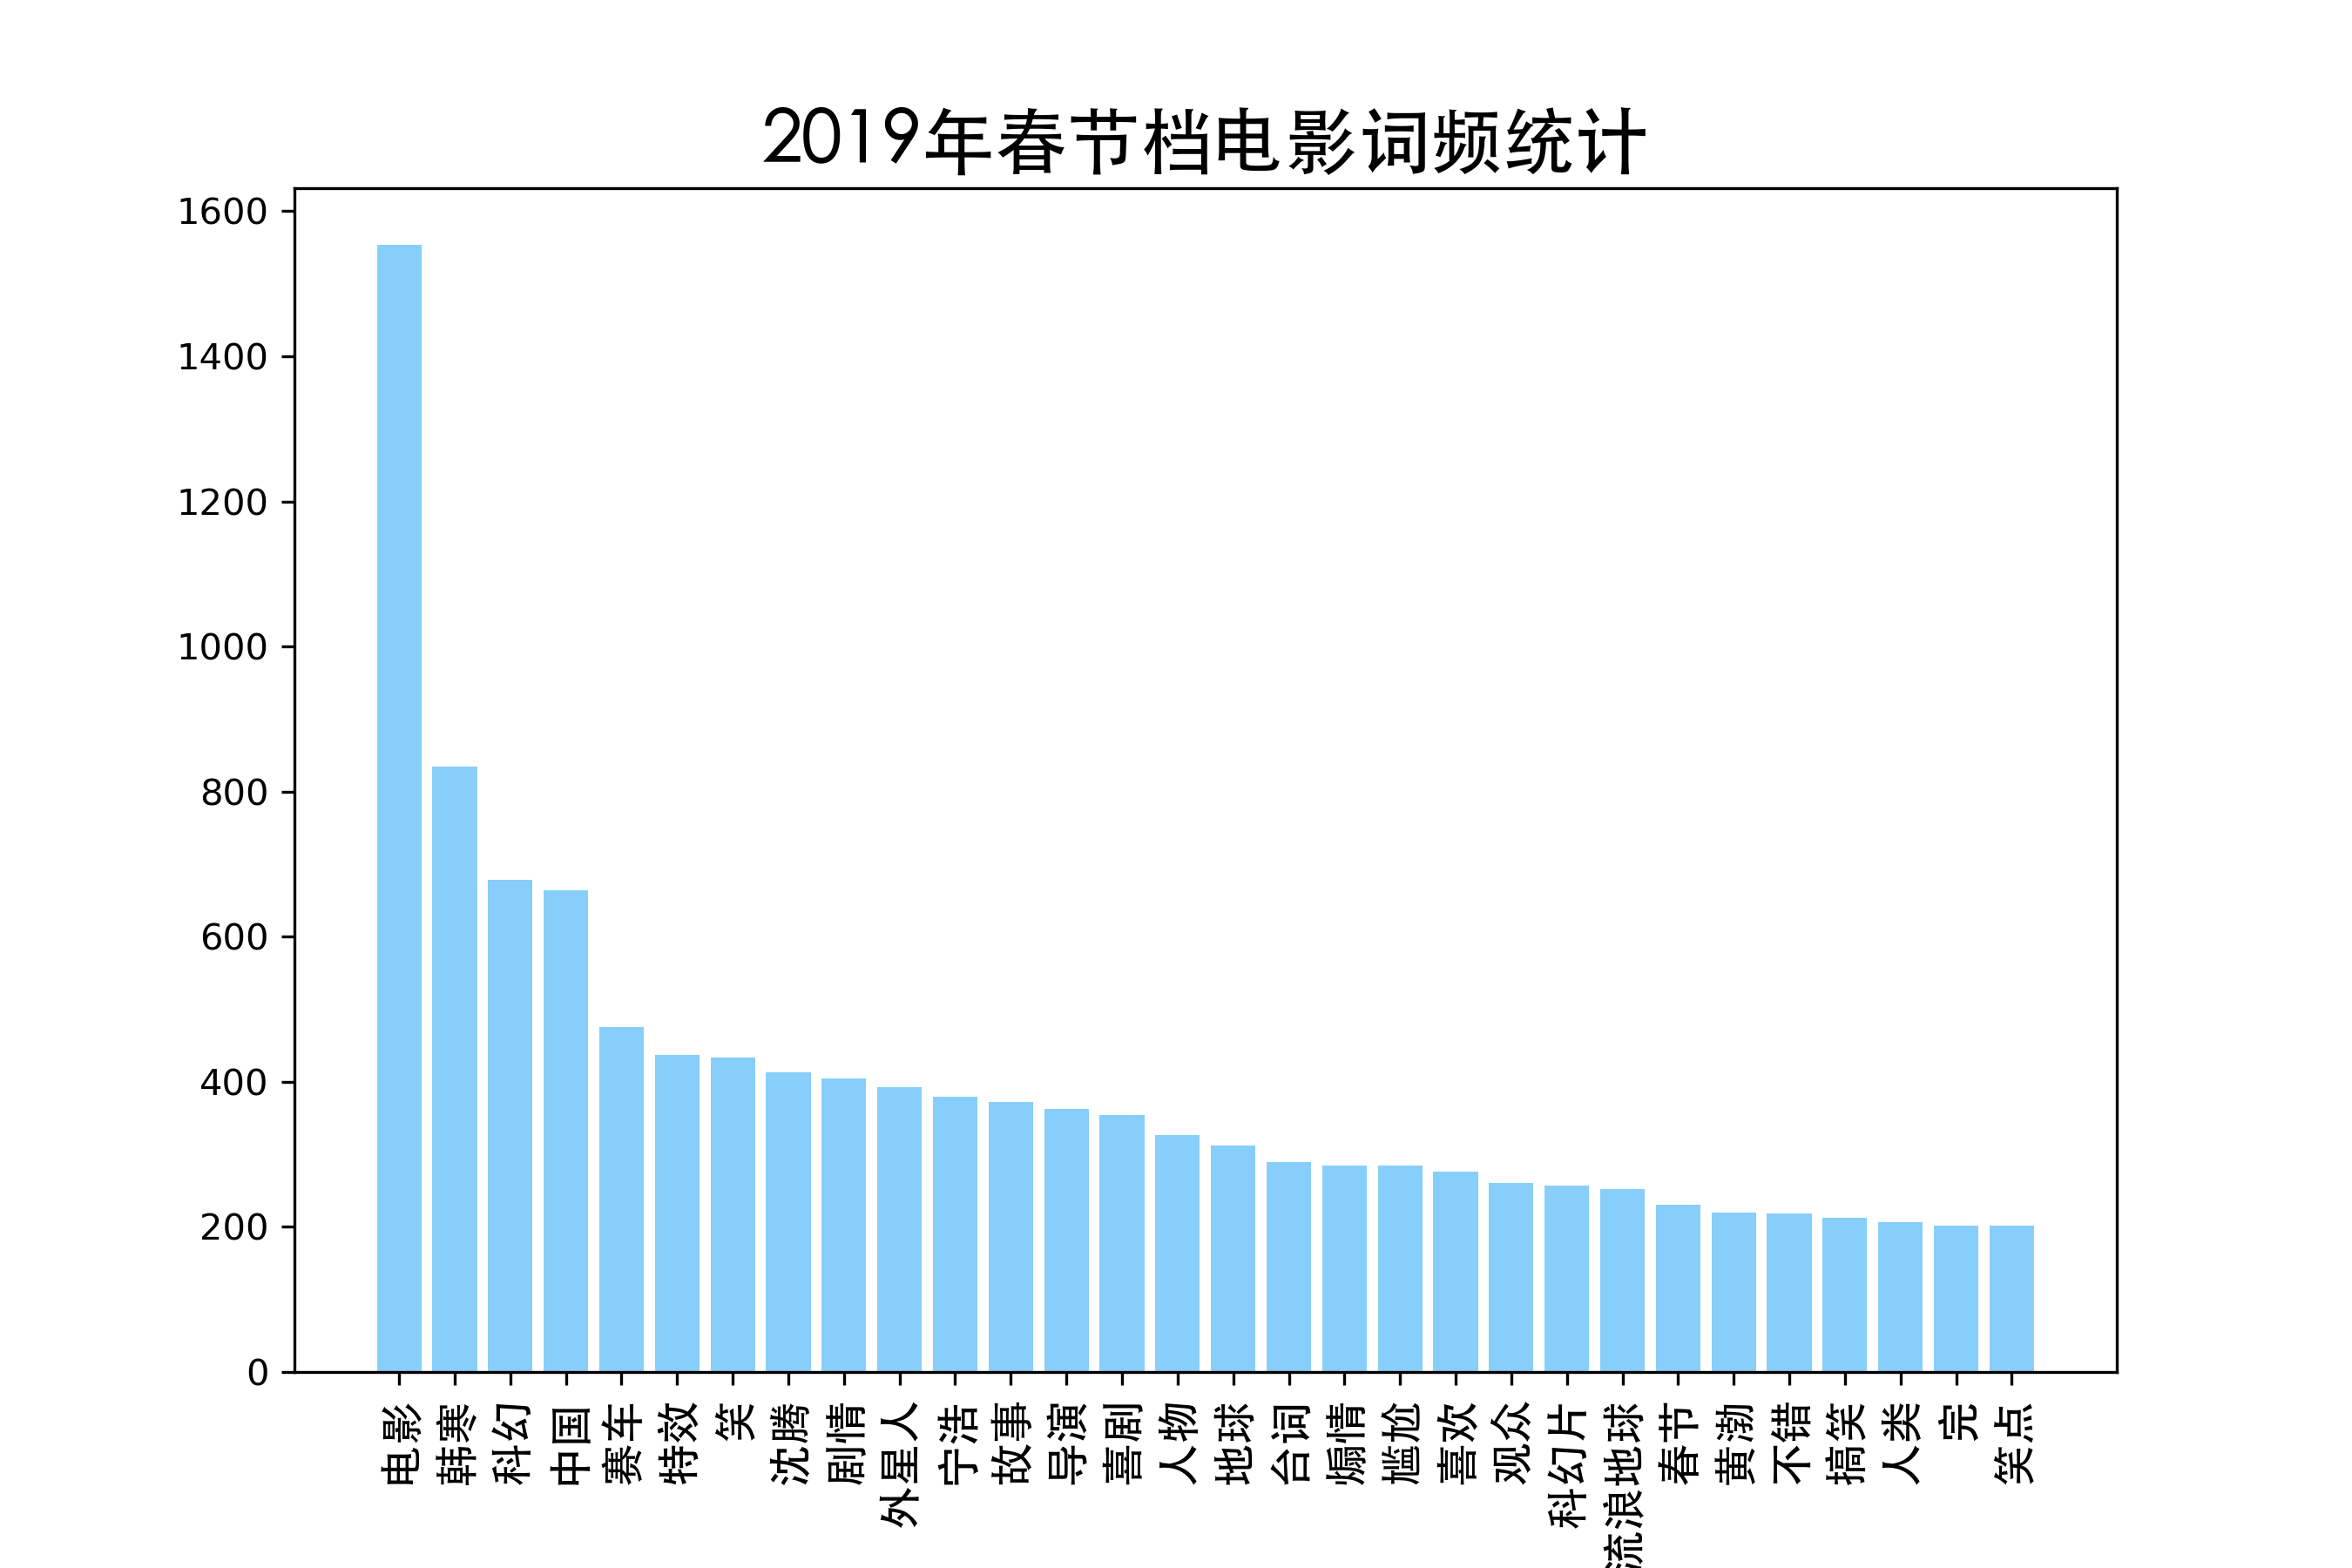 2019年春节档电影词频统计
1600
1400
1200
1000
800
600
400
200
0
电影
韩寒
科幻
中国
赛车
特效
笑
沈腾
剧情
外星人
宁浩
故事
导演
喜剧
人物
地球
台词
煽情
尴尬
喜欢
观众
科幻片
流浪地球
春节
黄渤
不错
搞笑
人类
完
笑点